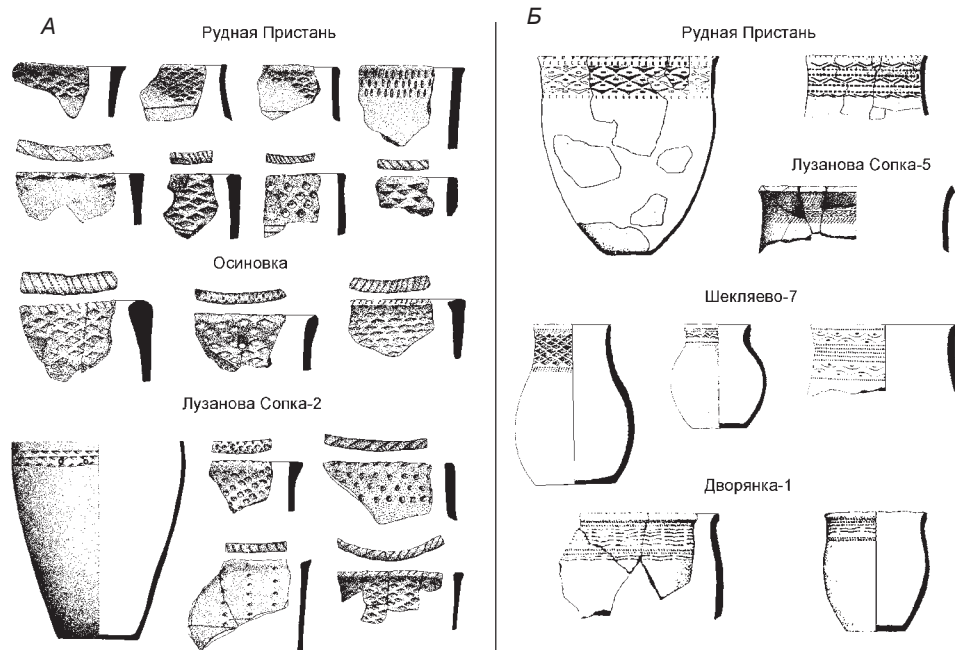 А
Рудная Пристань
Осиновка
Лузанова Сопка-2
Б
Рудная Пристань
Лузанова Сопка-5
Шекляево-7
Дворянка-1